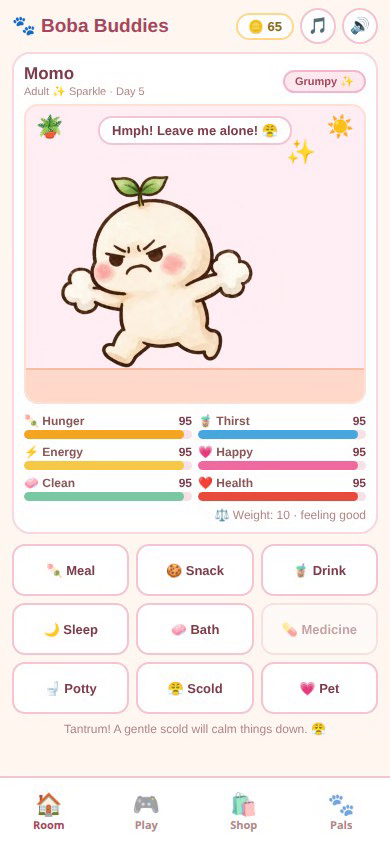 🐾 Boba Buddies
🪙 65
Momo
Adult ✨ Sparkle · Day 5
Grumpy ✨
Hmph! Leave me alone! 😤
🍡 Hunger 95
🧋 Thirst 95
⚡ Energy 95
💗 Happy 95
🧼 Clean 95
❤️ Health 95
⚖️ Weight: 10 · feeling good
🍡 Meal
🍪 Snack
🧋 Drink
🌙 Sleep
🧼 Bath
💊 Medicine
🚽 Potty
😤 Scold
💗 Pet
Tantrum! A gentle scold will calm things down. 😤
Room
Play
Shop
Pals